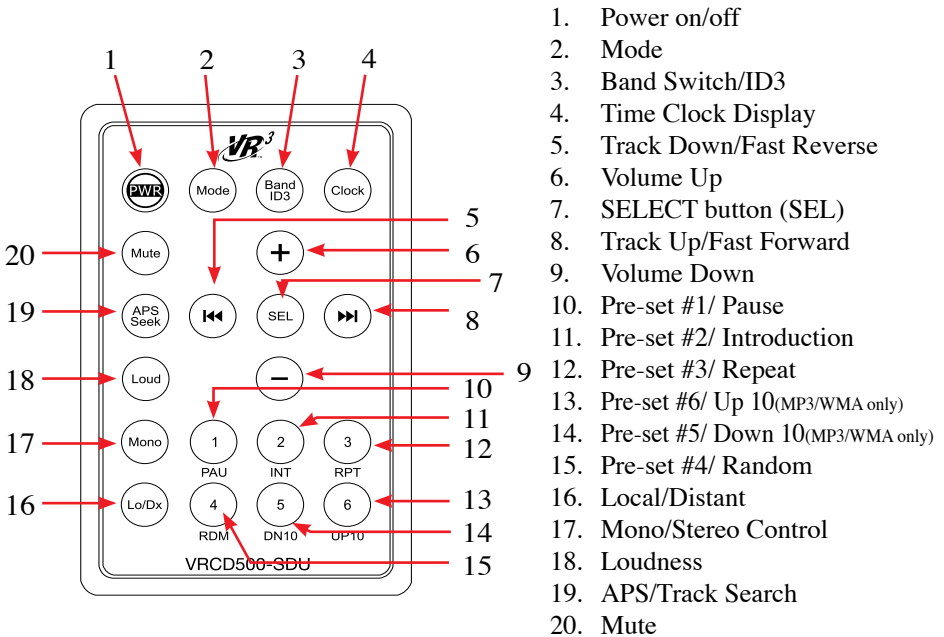 1 2 3 4
VR3
PWR Mode Band ID3 Clock
5
20 Mute + 6
7
19 APS Seek SEL 8
18 Loud − 9
10
11
17 Mono 1 2 3 12
PAU INT RPT
16 Lo/Dx 4 5 6 13
RDM DN10 UP10 14
VRCD500-SDU 15
1. Power on/off
2. Mode
3. Band Switch/ID3
4. Time Clock Display
5. Track Down/Fast Reverse
6. Volume Up
7. SELECT button (SEL)
8. Track Up/Fast Forward
9. Volume Down
10. Pre-set #1/ Pause
11. Pre-set #2/ Introduction
12. Pre-set #3/ Repeat
13. Pre-set #6/ Up 10(MP3/WMA only)
14. Pre-set #5/ Down 10(MP3/WMA only)
15. Pre-set #4/ Random
16. Local/Distant
17. Mono/Stereo Control
18. Loudness
19. APS/Track Search
20. Mute